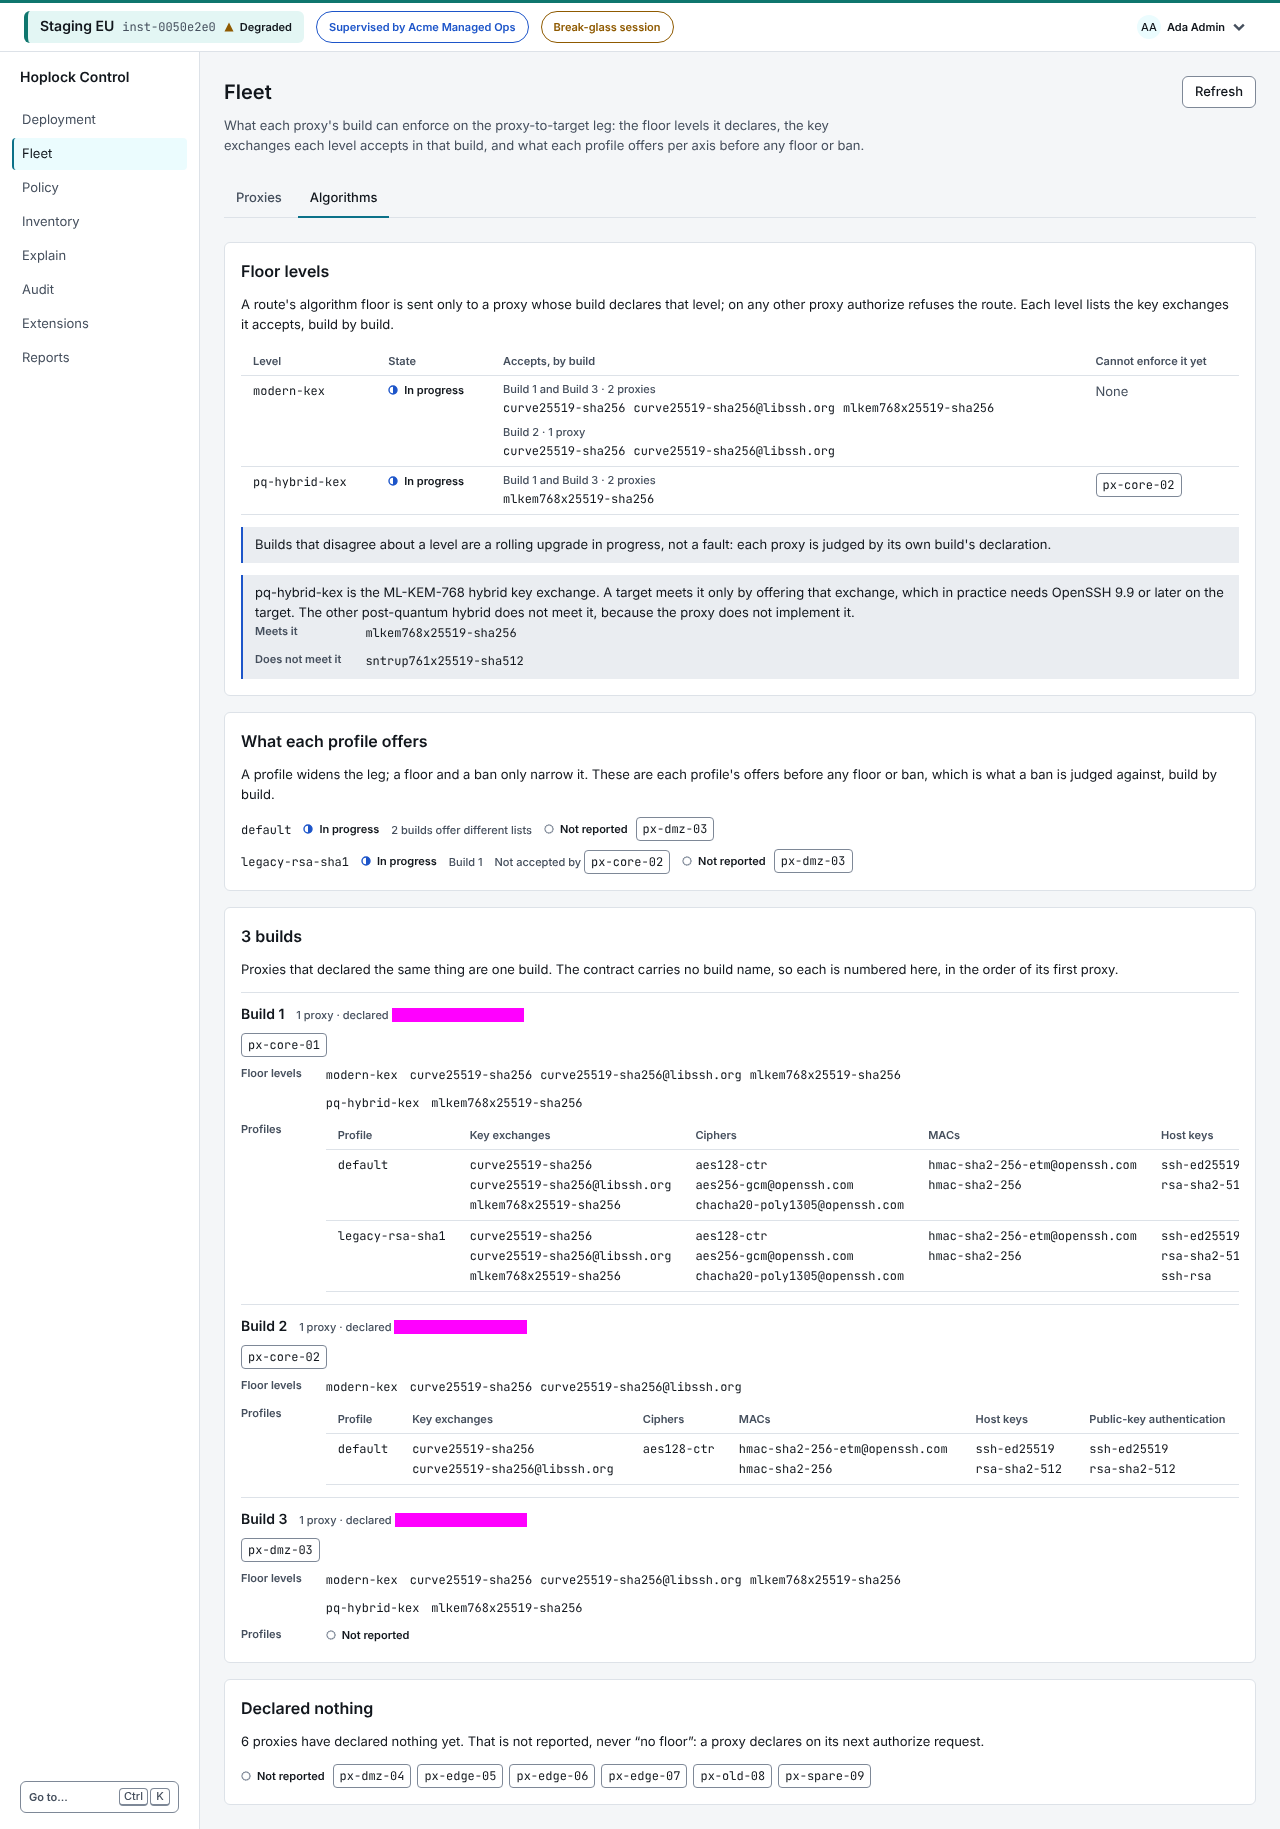 Staging EU inst-0050e2e0 Degraded
Supervised by Acme Managed Ops
Break-glass session
AA Ada Admin
Hoplock Control
Deployment
Fleet
Policy
Inventory
Explain
Audit
Extensions
Reports
Go to...
Ctrl K
Fleet
Refresh
What each proxy's build can enforce on the proxy-to-target leg: the floor levels it declares, the key
exchanges each level accepts in that build, and what each profile offers per axis before any floor or ban.
Proxies Algorithms
Floor levels
A route's algorithm floor is sent only to a proxy whose build declares that level; on any other proxy authorize refuses the route. Each level lists the key exchanges
it accepts, build by build.
Level State Accepts, by build Cannot enforce it yet
modern-kex In progress Build 1 and Build 3 · 2 proxies None
curve25519-sha256 curve25519-sha256@libssh.org mlkem768x25519-sha256
Build 2 · 1 proxy
curve25519-sha256 curve25519-sha256@libssh.org
pq-hybrid-kex In progress Build 1 and Build 3 · 2 proxies px-core-02
mlkem768x25519-sha256
Builds that disagree about a level are a rolling upgrade in progress, not a fault: each proxy is judged by its own build's declaration.
pq-hybrid-kex is the ML-KEM-768 hybrid key exchange. A target meets it only by offering that exchange, which in practice needs OpenSSH 9.9 or later on the
target. The other post-quantum hybrid does not meet it, because the proxy does not implement it.
Meets it mlkem768x25519-sha256
Does not meet it sntrup761x25519-sha512
What each profile offers
A profile widens the leg; a floor and a ban only narrow it. These are each profile's offers before any floor or ban, which is what a ban is judged against, build by
build.
default In progress 2 builds offer different lists Not reported px-dmz-03
legacy-rsa-sha1 In progress Build 1 Not accepted by px-core-02 Not reported px-dmz-03
3 builds
Proxies that declared the same thing are one build. The contract carries no build name, so each is numbered here, in the order of its first proxy.
Build 1 1 proxy · declared
px-core-01
Floor levels modern-kex curve25519-sha256 curve25519-sha256@libssh.org mlkem768x25519-sha256
pq-hybrid-kex mlkem768x25519-sha256
Profiles
Profile Key exchanges Ciphers MACs Host keys
default curve25519-sha256 aes128-ctr hmac-sha2-256-etm@openssh.com ssh-ed25519
curve25519-sha256@libssh.org aes256-gcm@openssh.com hmac-sha2-256 rsa-sha2-51
mlkem768x25519-sha256 chacha20-poly1305@openssh.com
legacy-rsa-sha1 curve25519-sha256 aes128-ctr hmac-sha2-256-etm@openssh.com ssh-ed25519
curve25519-sha256@libssh.org aes256-gcm@openssh.com hmac-sha2-256 rsa-sha2-51
mlkem768x25519-sha256 chacha20-poly1305@openssh.com ssh-rsa
Build 2 1 proxy · declared
px-core-02
Floor levels modern-kex curve25519-sha256 curve25519-sha256@libssh.org
Profiles
Profile Key exchanges Ciphers MACs Host keys Public-key authentication
default curve25519-sha256 aes128-ctr hmac-sha2-256-etm@openssh.com ssh-ed25519 ssh-ed25519
curve25519-sha256@libssh.org hmac-sha2-256 rsa-sha2-512 rsa-sha2-512
Build 3 1 proxy · declared
px-dmz-03
Floor levels modern-kex curve25519-sha256 curve25519-sha256@libssh.org mlkem768x25519-sha256
pq-hybrid-kex mlkem768x25519-sha256
Profiles Not reported
Declared nothing
6 proxies have declared nothing yet. That is not reported, never “no floor”: a proxy declares on its next authorize request.
Not reported px-dmz-04 px-edge-05 px-edge-06 px-edge-07 px-old-08 px-spare-09